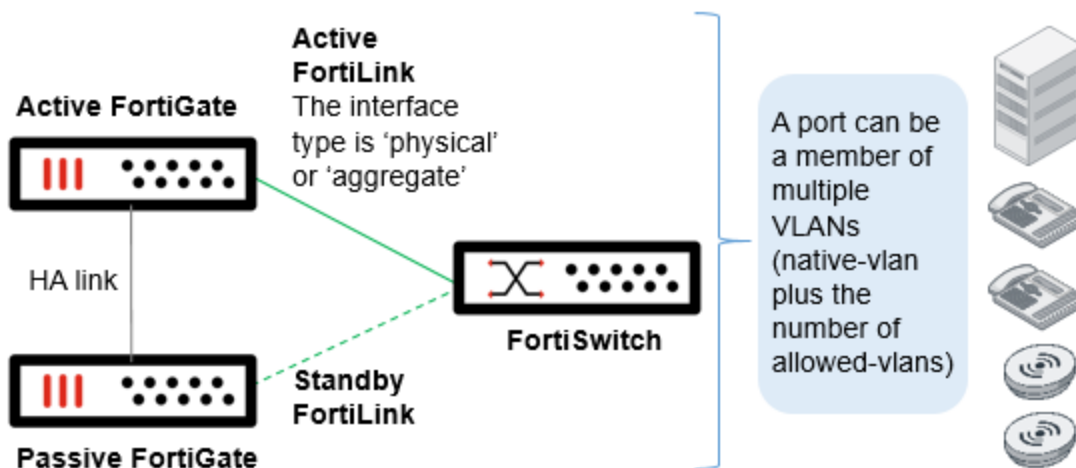 Active FortiGate
HA link
Passive FortiGate
Active
FortiLink
The interface
type is ‘physical’
or ‘aggregate’
Standby
FortiLink
FortiSwitch
A port can be
a member of
multiple
VLANs
(native-vlan
plus the
number of
allowed-vlans)